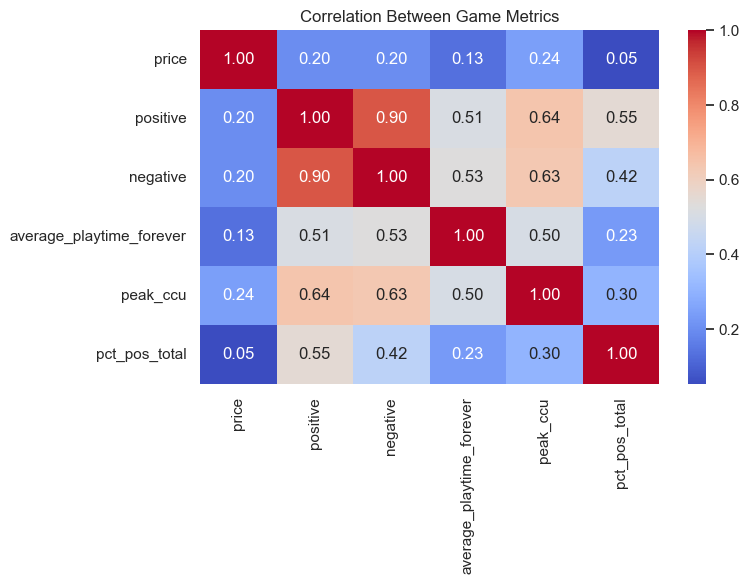 Correlation Between Game Metrics
price 1.00 0.20 0.20 0.13 0.24 0.05
positive 0.20 1.00 0.90 0.51 0.64 0.55
negative 0.20 0.90 1.00 0.53 0.63 0.42
average_playtime_forever 0.13 0.51 0.53 1.00 0.50 0.23
peak_ccu 0.24 0.64 0.63 0.50 1.00 0.30
pct_pos_total 0.05 0.55 0.42 0.23 0.30 1.00
price
positive
negative
average_playtime_forever
peak_ccu
pct_pos_total
1.0
0.8
0.6
0.4
0.2